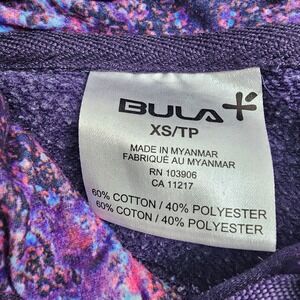 BULA
XS/TP
MADE IN MYANMAR
FABRIQUÉ AU MYANMAR
RN 103906
CA 11217
60% COTTON / 40% POLYESTER
60% COTON / 40% POLYESTER